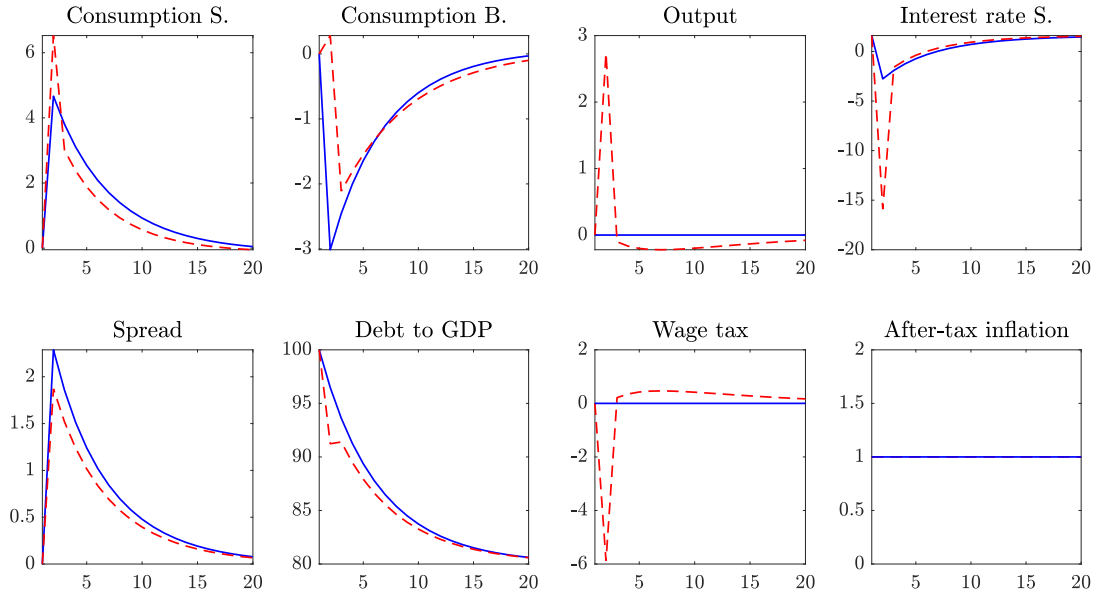 Consumption S.
6
4
2
0
5 10 15 20
Consumption B.
0
-1
-2
-3
5 10 15 20
Output
3
2
1
0
5 10 15 20
Interest rate S.
0
-5
-10
-15
-20
5 10 15 20
Spread
2
1.5
1
0.5
0
5 10 15 20
Debt to GDP
100
95
90
85
80
5 10 15 20
Wage tax
2
0
-2
-4
-6
5 10 15 20
After-tax inflation
2
1.5
1
0.5
0
5 10 15 20